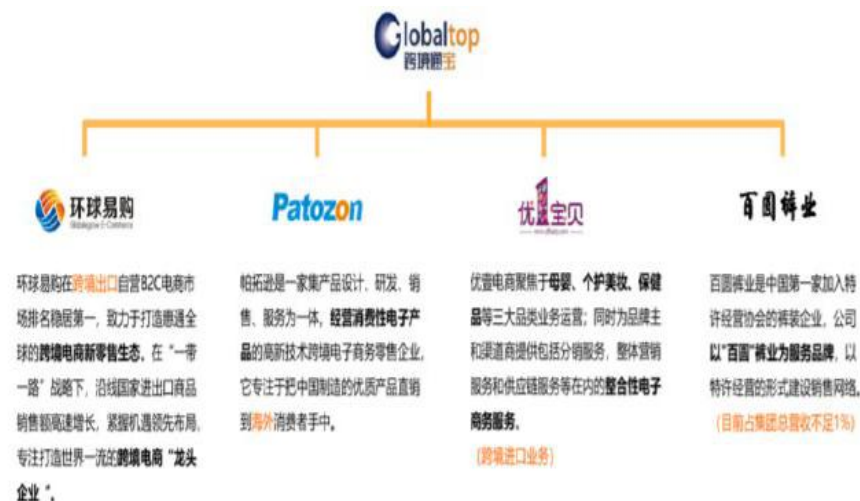 Globaltop
跨境通宝
环球易购
Globalegrow E-Commerce
环球易购在跨境出口自营B2C电商市
场排名稳居第一，致力于打造惠通全
球的跨境电商新零售生态。在“一带
一路”战略下，沿线国家进出口商品
销售额高速增长，紧握机遇领先布局，
专注打造世界一流的跨境电商“龙头
企业“。
Patozon
帕拓逊是一家集产品设计、研发、销
售、服务为一体，经营消费性电子产
品的高新技术跨境电子商务零售企业，
它专注于把中国制造的优质产品直销
到海外消费者手中。
优1宝贝
优壹电商聚焦于母婴、个护美妆、保健
品等三大品类业务运营；同时为品牌主
和渠道商提供包括分销服务，整体营销
服务和供应链服务等在内的整合性电子
商务服务。
（跨境进口业务）
百圆裤业
百圆裤业是中国第一家加入特
许经营协会的裤装企业，公司
以“百圆”裤业为服务品牌，以
特许经营的形式建设销售网络。
（目前占集团总营收不足1%）